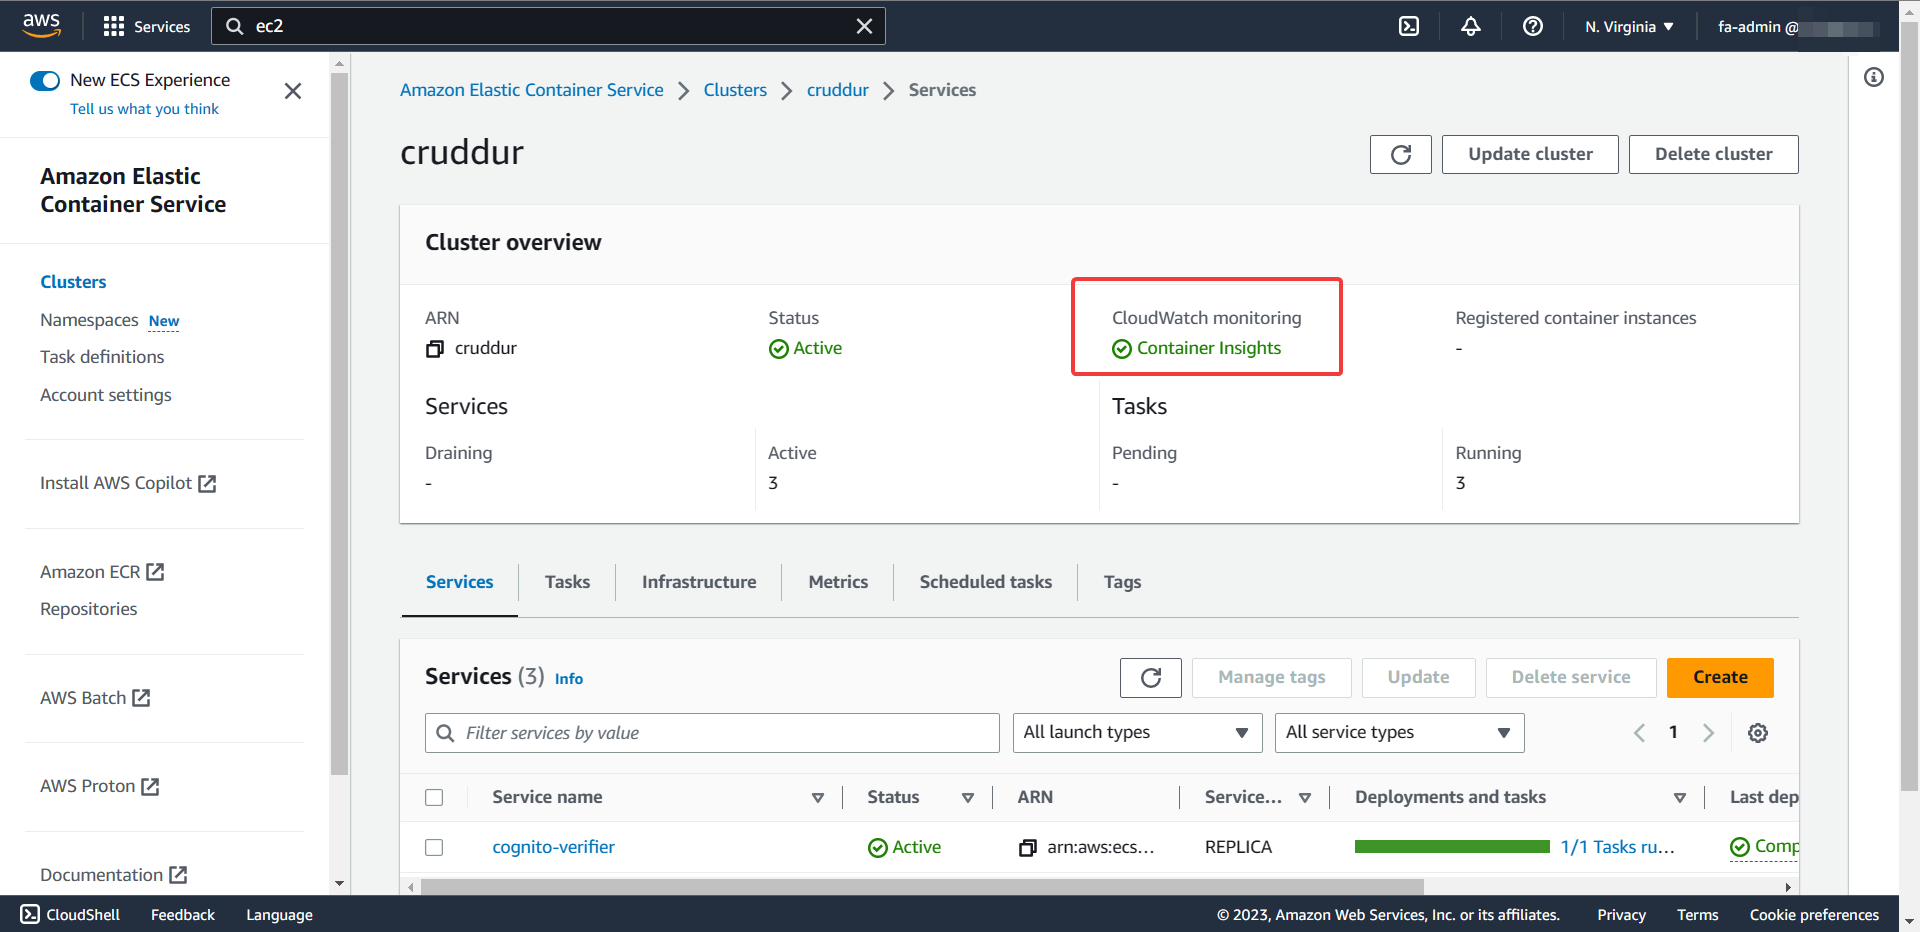 aws
Services
ec2
N. Virginia
fa-admin @
New ECS Experience
Tell us what you think
Amazon Elastic
Container Service
Clusters
Namespaces New
Task definitions
Account settings
Install AWS Copilot
Amazon ECR
Repositories
AWS Batch
AWS Proton
Documentation
Amazon Elastic Container Service > Clusters > cruddur > Services
cruddur
Update cluster
Delete cluster
Cluster overview
ARN
cruddur
Status
Active
CloudWatch monitoring
Container Insights
Registered container instances
-
Services
Draining
-
Active
3
Tasks
Pending
-
Running
3
Services Tasks Infrastructure Metrics Scheduled tasks Tags
Services (3) Info
Manage tags Update Delete service Create
Filter services by value
All launch types
All service types
1
Service name Status ARN Service... Deployments and tasks Last dep
cognito-verifier Active arn:aws:ecs... REPLICA 1/1 Tasks ru... Comp
CloudShell Feedback Language © 2023, Amazon Web Services, Inc. or its affiliates. Privacy Terms Cookie preferences